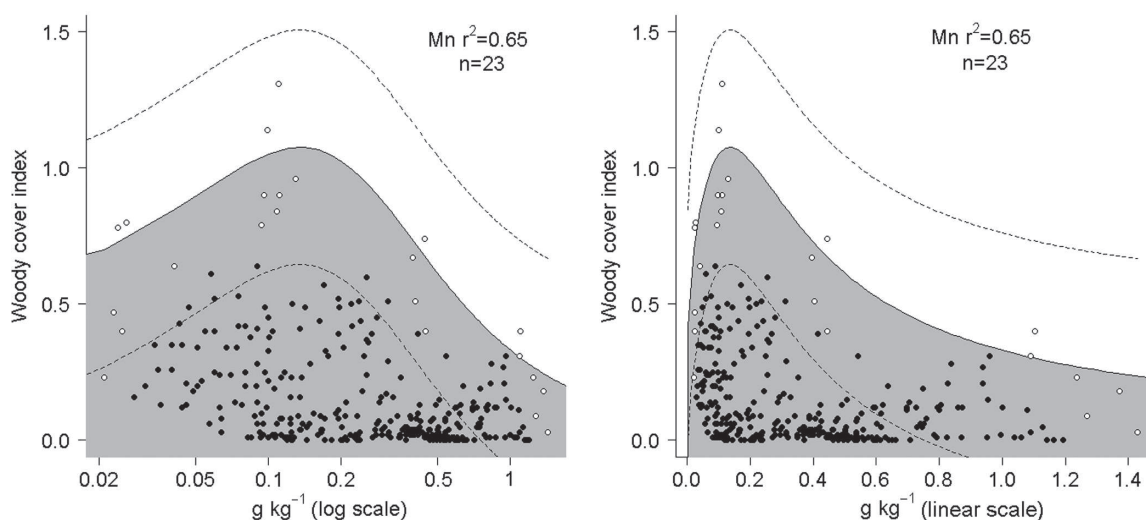 Mn r²=0.65
n=23
Woody cover index
1.5
1.0
0.5
0.0
0.02 0.05 0.1 0.2 0.5 1
g kg⁻¹ (log scale)
Mn r²=0.65
n=23
Woody cover index
1.5
1.0
0.5
0.0
0.0 0.2 0.4 0.6 0.8 1.0 1.2 1.4
g kg⁻¹ (linear scale)